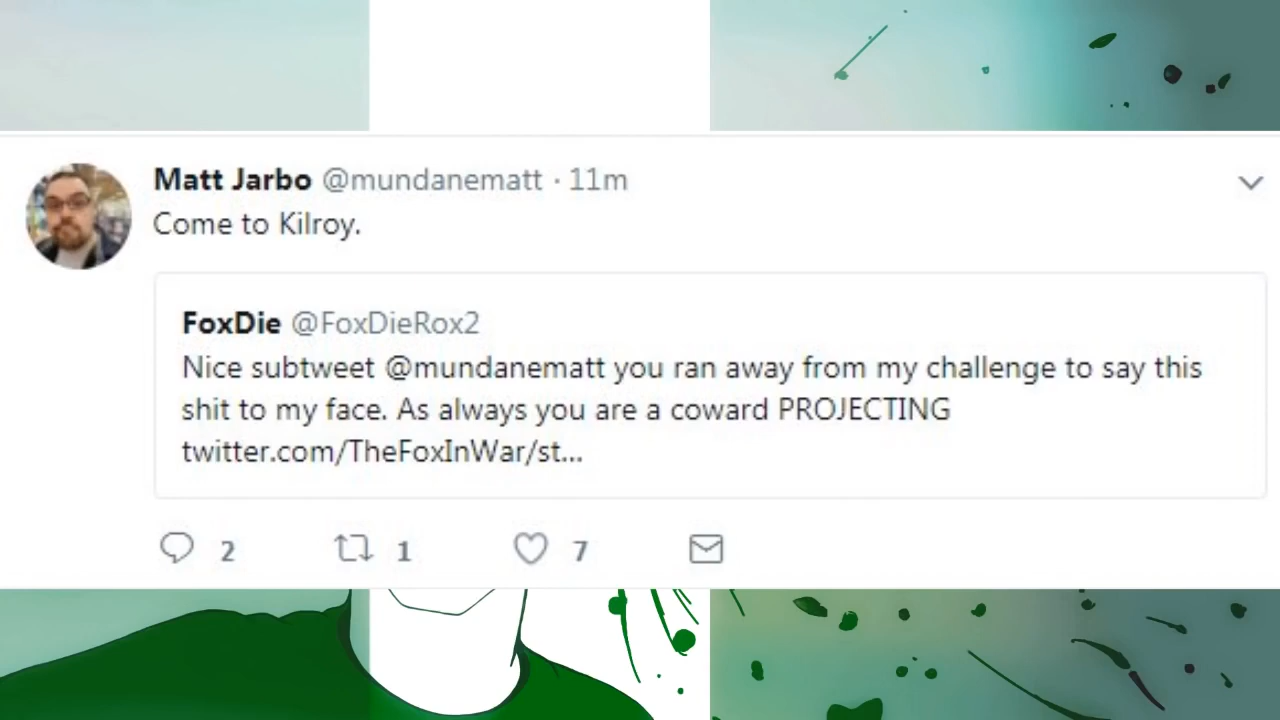 Matt Jarbo @mundanematt · 11m
Come to Kilroy.
FoxDie @FoxDieRox2
Nice subtweet @mundanematt you ran away from my challenge to say this
shit to my face. As always you are a coward PROJECTING
twitter.com/TheFoxInWar/st...
2 1 7